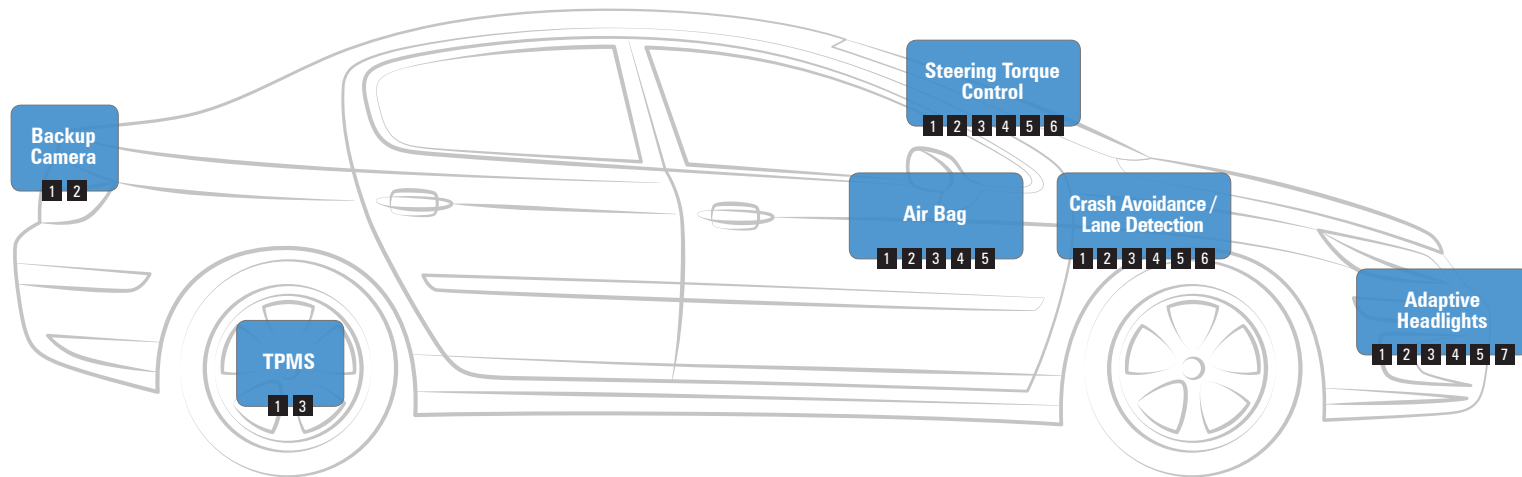 Steering Torque
Control
1 2 3 4 5 6
Backup
Camera
1 2
Air Bag
1 2 3 4 5
Crash Avoidance /
Lane Detection
1 2 3 4 5 6
Adaptive
Headlights
1 2 3 4 5 7
TPMS
1 3